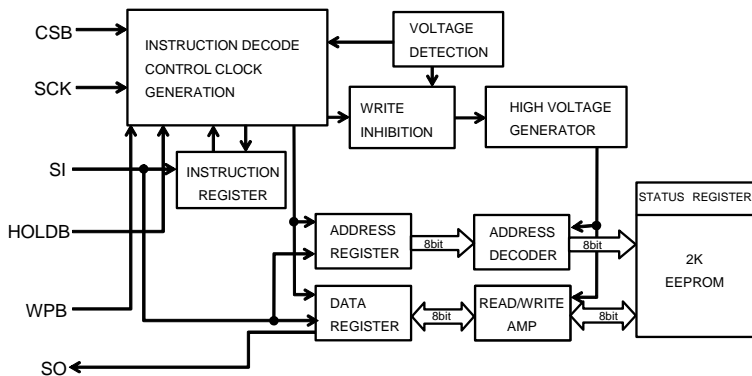 CSB
INSTRUCTION DECODE
CONTROL CLOCK
GENERATION
VOLTAGE
DETECTION
SCK
WRITE
INHIBITION
HIGH VOLTAGE
GENERATOR
SI
INSTRUCTION
REGISTER
STATUS REGISTER
HOLDB
ADDRESS
REGISTER
8bit
ADDRESS
DECODER
8bit
2K
EEPROM
WPB
DATA
REGISTER
8bit
READ/WRITE
AMP
8bit
SO